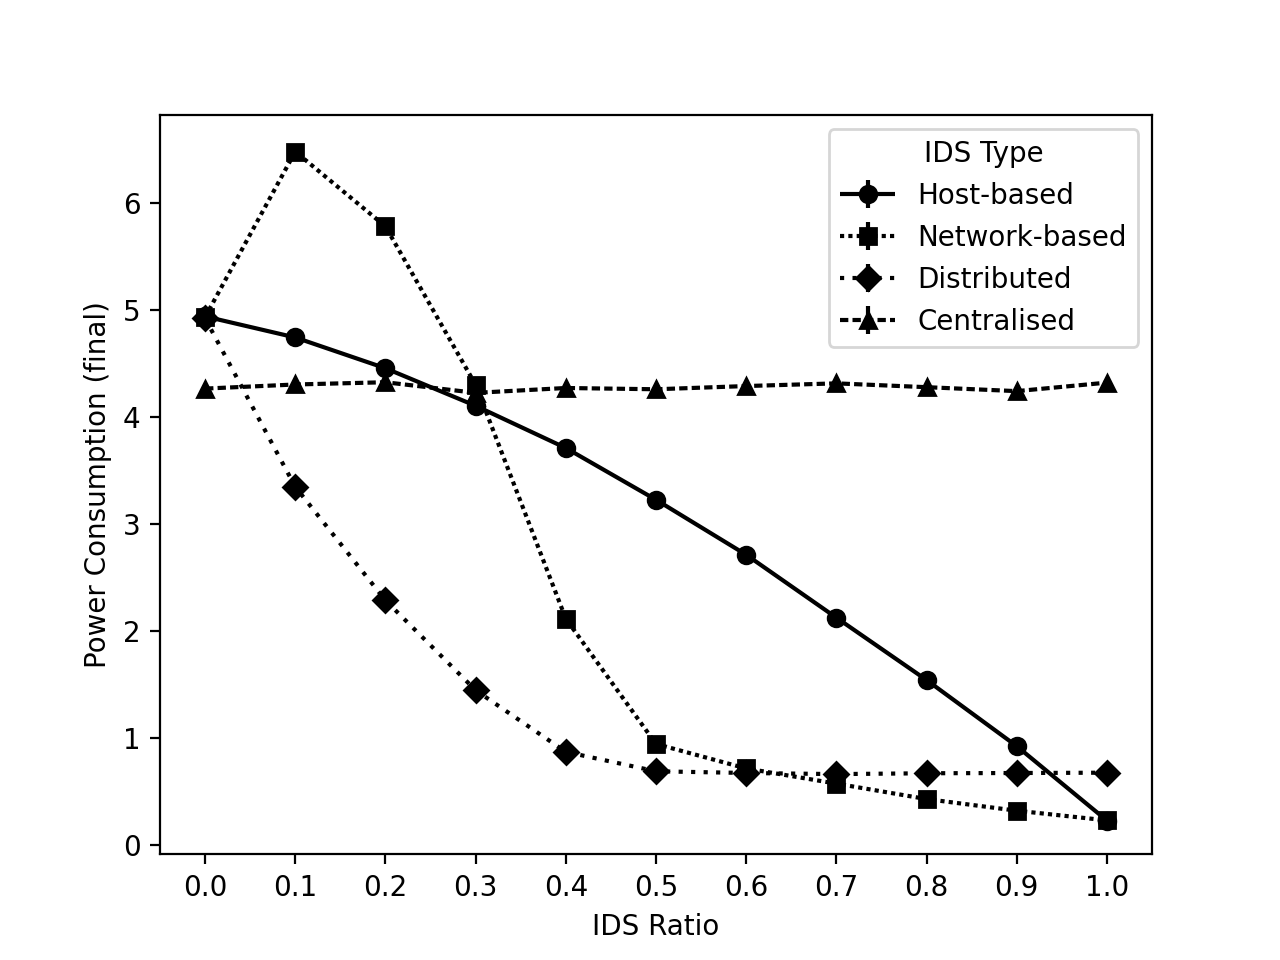 IDS Type
Host-based
Network-based
Distributed
Centralised
Power Consumption (final)
6
5
4
3
2
1
0
0.0 0.1 0.2 0.3 0.4 0.5 0.6 0.7 0.8 0.9 1.0
IDS Ratio